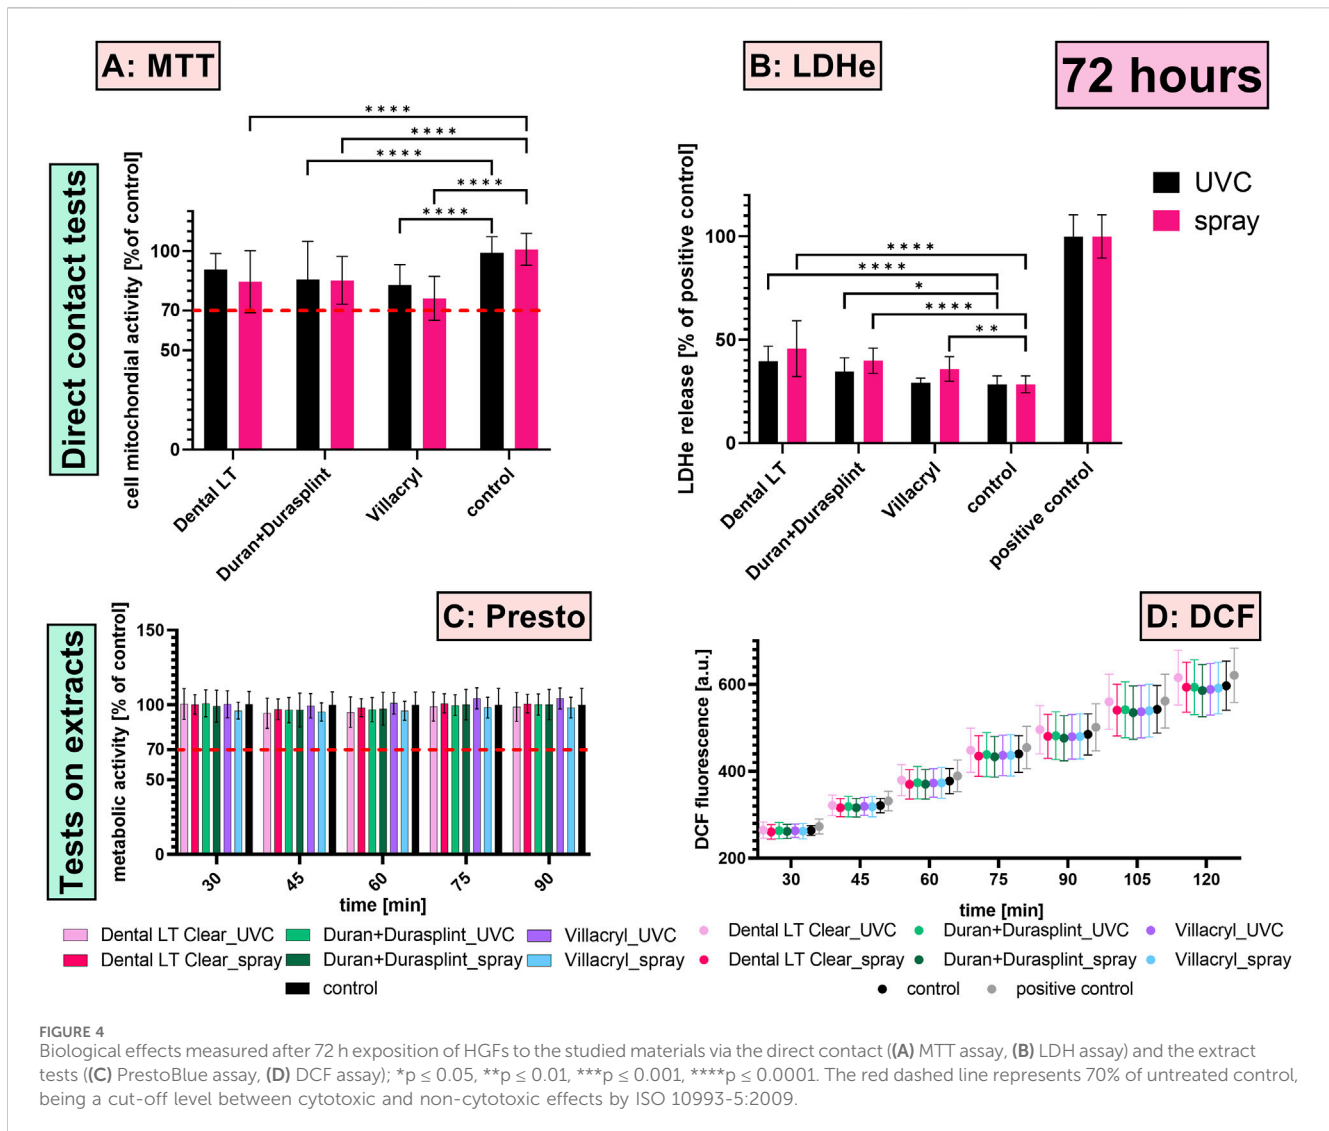 A: MTT
B: LDHe
72 hours
Direct contact tests
cell mitochondrial activity [%of control]
100
70
50
0
****
****
****
****
****
Dental LT
Duran+Durasplint
Villacryl
control
LDHe release [% of positive control]
100
50
0
****
****
*
****
**
Dental LT
Duran+Durasplint
Villacryl
control
positive control
UVC
spray
Tests on extracts
C: Presto
metabolic activity [% of control]
150
100
70
50
0
30
45
60
75
90
time [min]
Dental LT Clear_UVC
Duran+Durasplint_UVC
Villacryl_UVC
Dental LT Clear_spray
Duran+Durasplint_spray
Villacryl_spray
control
D: DCF
DCF fluorescence [a.u.]
600
400
200
30
45
60
75
90
105
120
time [min]
Dental LT Clear_UVC
Duran+Durasplint_UVC
Villacryl_UVC
Dental LT Clear_spray
Duran+Durasplint_spray
Villacryl_spray
control
positive control
FIGURE 4
Biological effects measured after 72 h exposition of HGFs to the studied materials via the direct contact ((A) MTT assay, (B) LDH assay) and the extract
tests ((C) PrestoBlue assay, (D) DCF assay); *p ≤ 0.05, **p ≤ 0.01, ***p ≤ 0.001, ****p ≤ 0.0001. The red dashed line represents 70% of untreated control,
being a cut-off level between cytotoxic and non-cytotoxic effects by ISO 10993-5:2009.